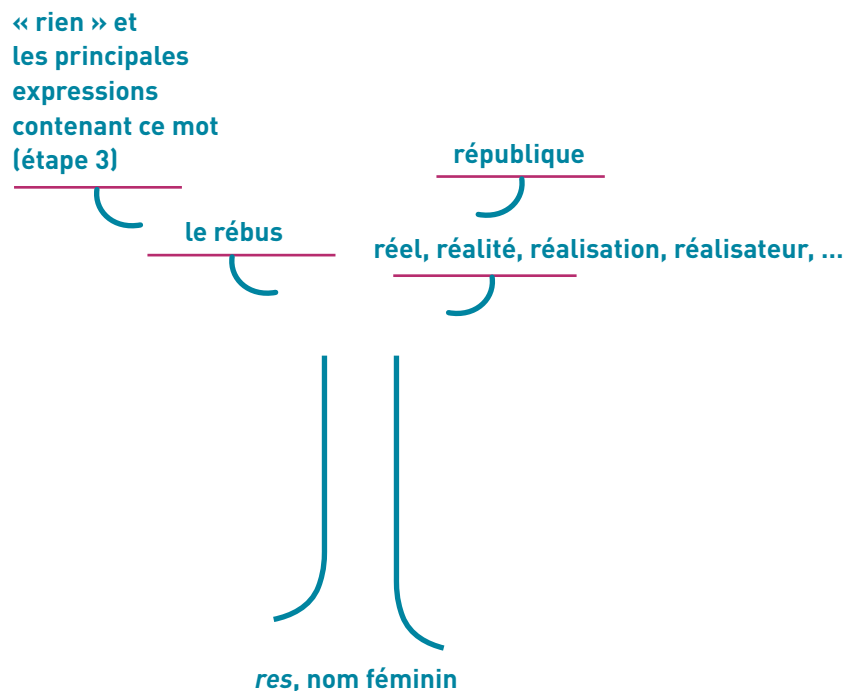 « rien » et
les principales
expressions
contenant ce mot
(étape 3)
république
le rébus
réel, réalité, réalisation, réalisateur, ...
res, nom féminin